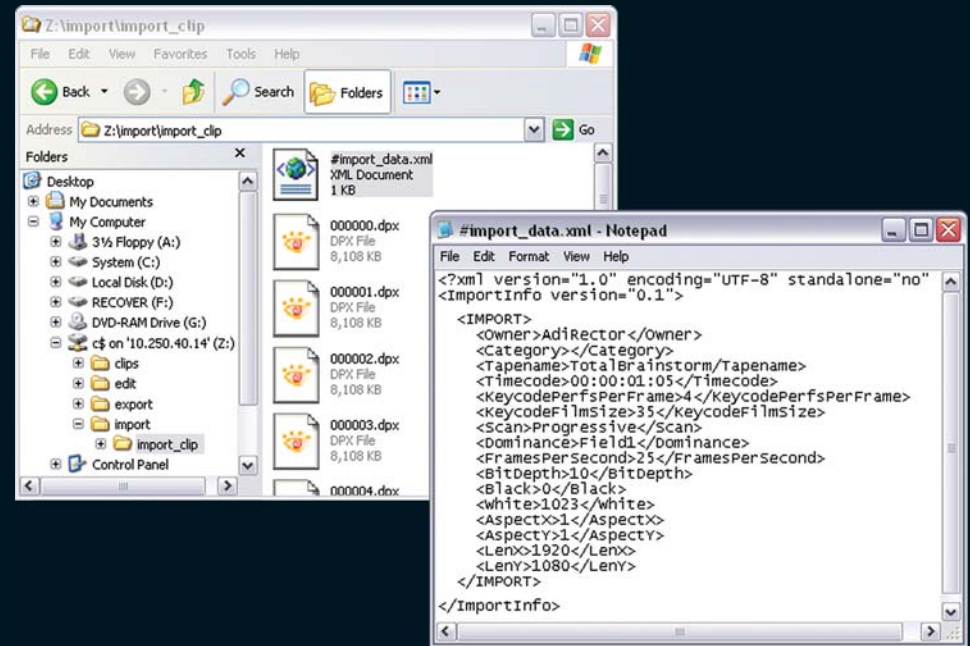 Z:\import\import_clip
File Edit View Favorites Tools Help
Back Search Folders
Address Z:\import\import_clip Go
Folders
Desktop
My Documents
My Computer
3½ Floppy (A:)
System (C:)
Local Disk (D:)
RECOVER (F:)
DVD-RAM Drive (G:)
c$ on '10.250.40.14' (Z:)
clips
edit
export
import
import_clip
Control Panel
#import_data.xml
XML Document
1 KB
000000.dpx
DPX File
8,108 KB
000001.dpx
DPX File
8,108 KB
000002.dpx
DPX File
8,108 KB
000003.dpx
DPX File
8,108 KB
000004.dpx
#import_data.xml - Notepad
File Edit Format View Help
<?xml version="1.0" encoding="UTF-8" standalone="no"
<ImportInfo version="0.1">
<IMPORT>
<Owner>AdiRector</Owner>
<Category></Category>
<Tapename>TotalBrainstorm/Tapename>
<Timecode>00:00:01:05</Timecode>
<KeycodePerfsPerFrame>4</KeycodePerfsPerFrame>
<KeycodeFilmSize>35</KeycodeFilmSize>
<Scan>Progressive</Scan>
<Dominance>Field1</Dominance>
<FramesPerSecond>25</FramesPerSecond>
<BitDepth>10</BitDepth>
<Black>0</Black>
<White>1023</White>
<AspectX>1</AspectX>
<AspectY>1</AspectY>
<LenX>1920</LenX>
<LenY>1080</LenY>
</IMPORT>
</ImportInfo>